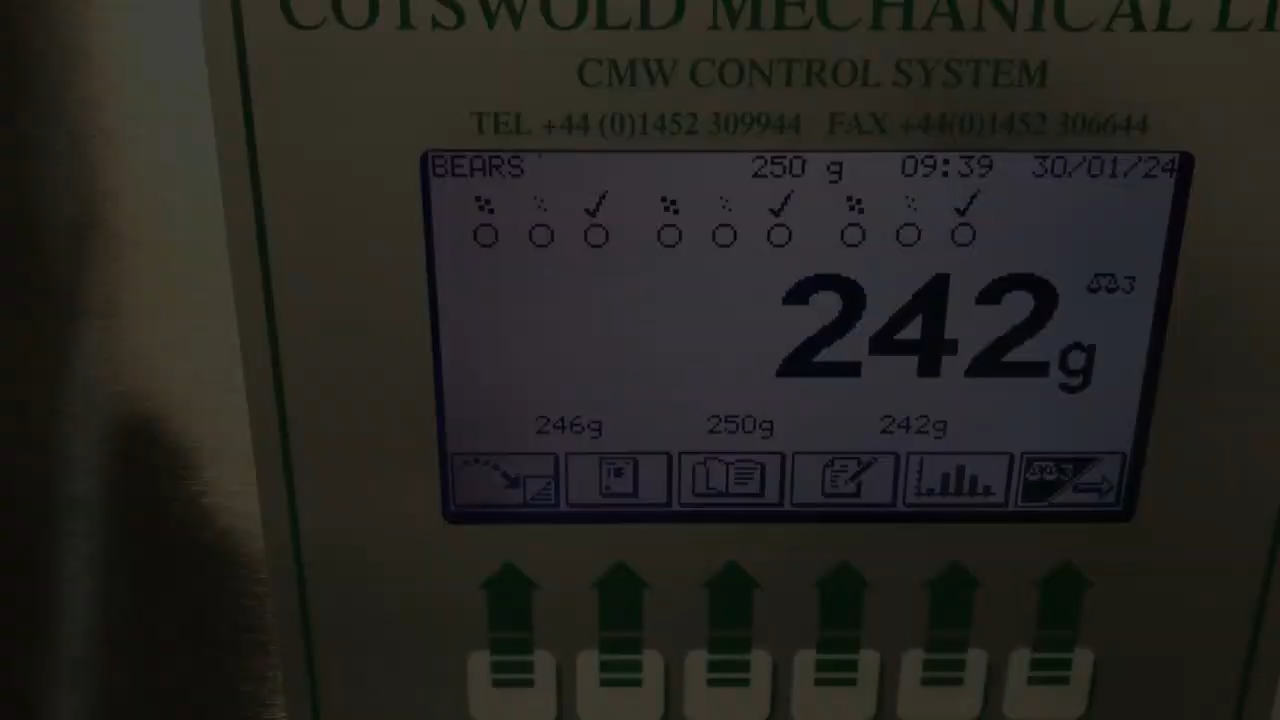 COTSWOLD MECHANICAL
CMW CONTROL SYSTEM
TEL +44 (0)1452 309944 FAX +44(0)1452 306644
BEARS 250 g 09:39 30/01/24
3
242g
246g 250g 242g